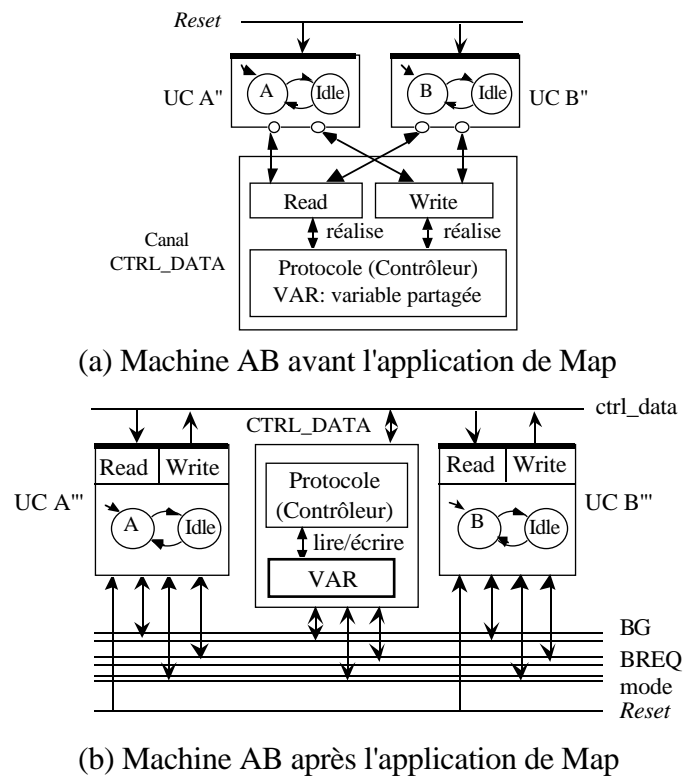 Reset
UC A" A Idle B Idle UC B"
Read Write
réalise réalise
Canal
CTRL_DATA
Protocole (Contrôleur)
VAR: variable partagée
(a) Machine AB avant l'application de Map
ctrl_data
CTRL_DATA
Read Write Read Write
UC A''' UC B'''
Protocole
(Contrôleur)
A Idle B Idle
lire/écrire
VAR
BG
BREQ
mode
Reset
(b) Machine AB après l'application de Map